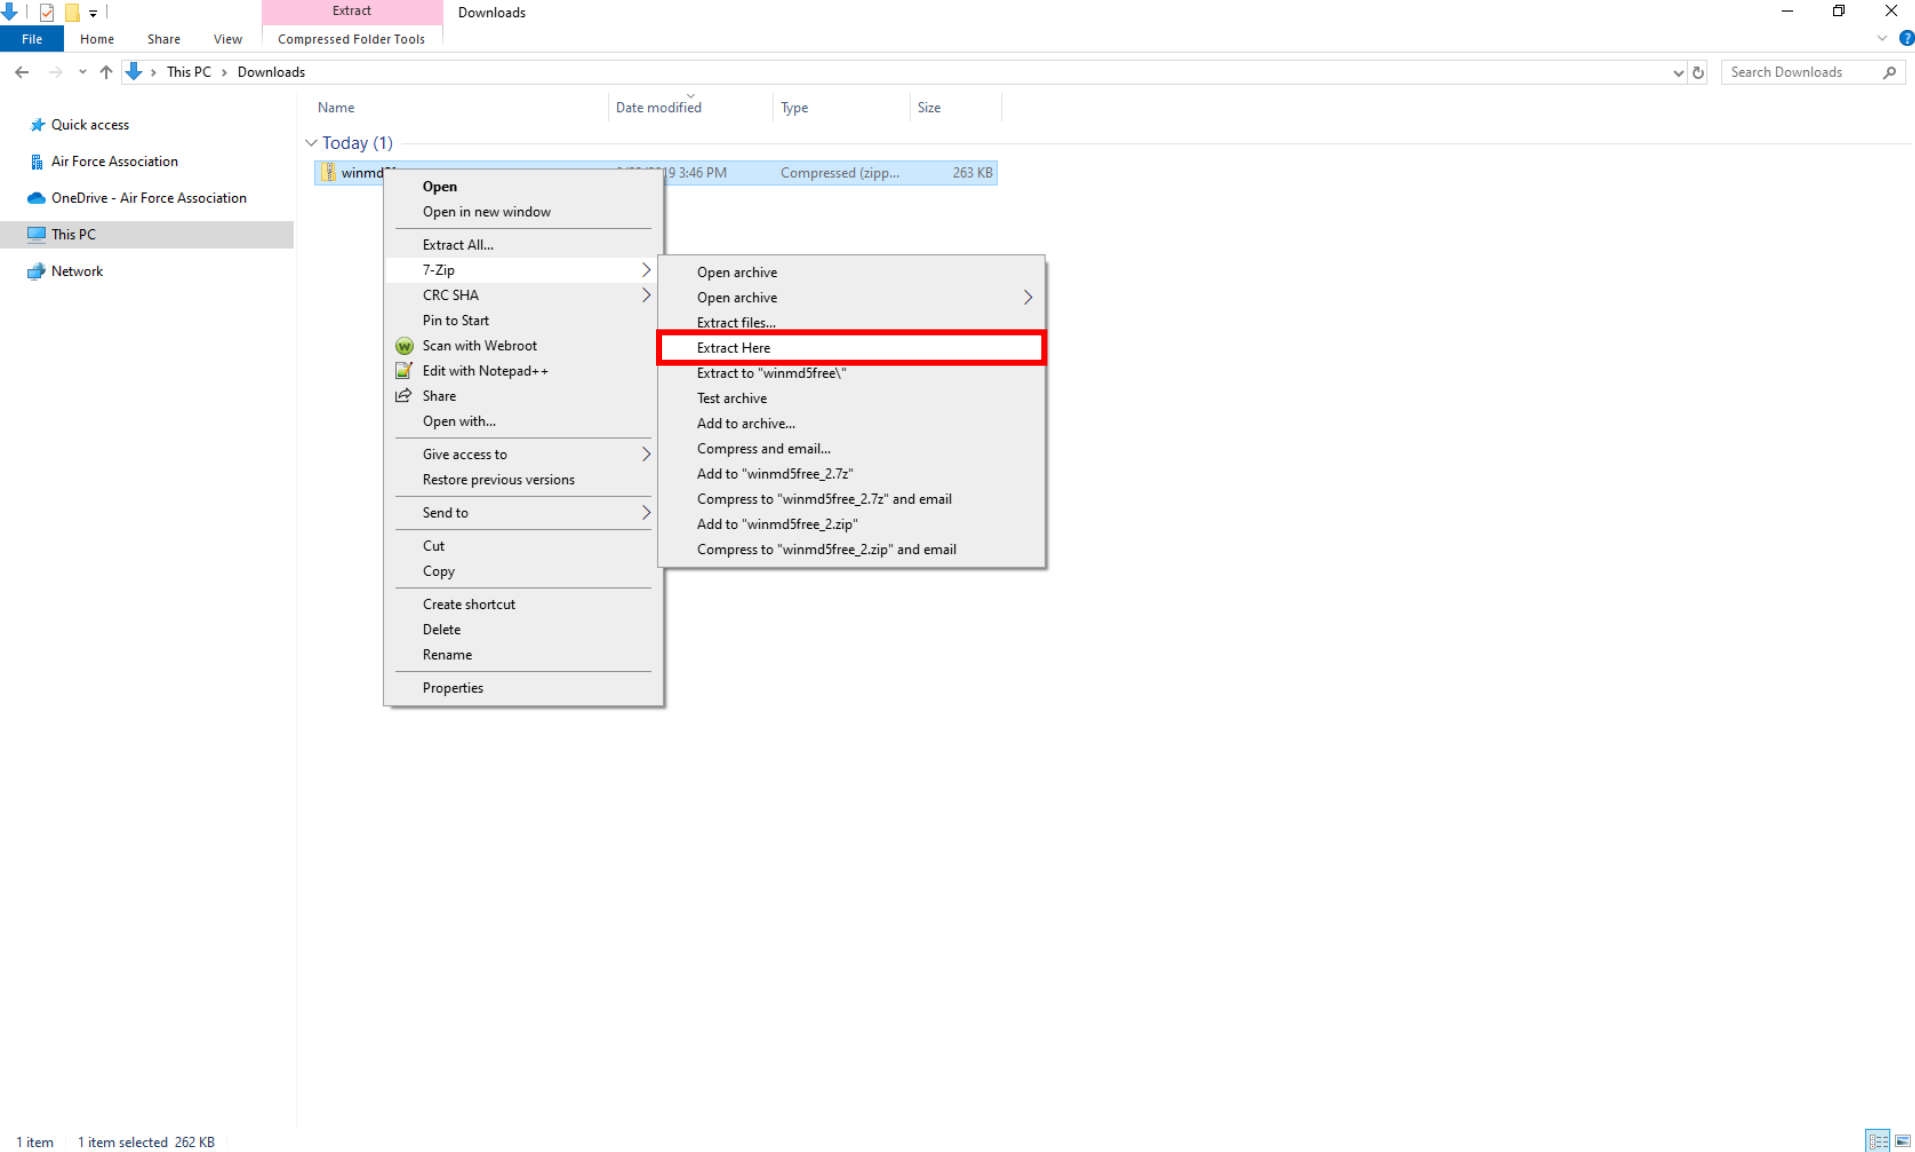 Extract
Downloads
File
Home
Share
View
Compressed Folder Tools
This PC
Downloads
Search Downloads
Name
Date modified
Type
Size
Quick access
Air Force Association
OneDrive - Air Force Association
This PC
Network
Today (1)
19 3:46 PM
Compressed (zipp...
263 KB
Open
Open in new window
Extract All...
7-Zip
CRC SHA
Pin to Start
Scan with Webroot
Edit with Notepad++
Share
Open with...
Give access to
Restore previous versions
Send to
Cut
Copy
Create shortcut
Delete
Rename
Properties
Open archive
Open archive
Extract files...
Extract Here
Extract to "winmd5free\"
Test archive
Add to archive...
Compress and email...
Add to "winmd5free_2.7z"
Compress to "winmd5free_2.7z" and email
Add to "winmd5free_2.zip"
Compress to "winmd5free_2.zip" and email
1 item
1 item selected 262 KB